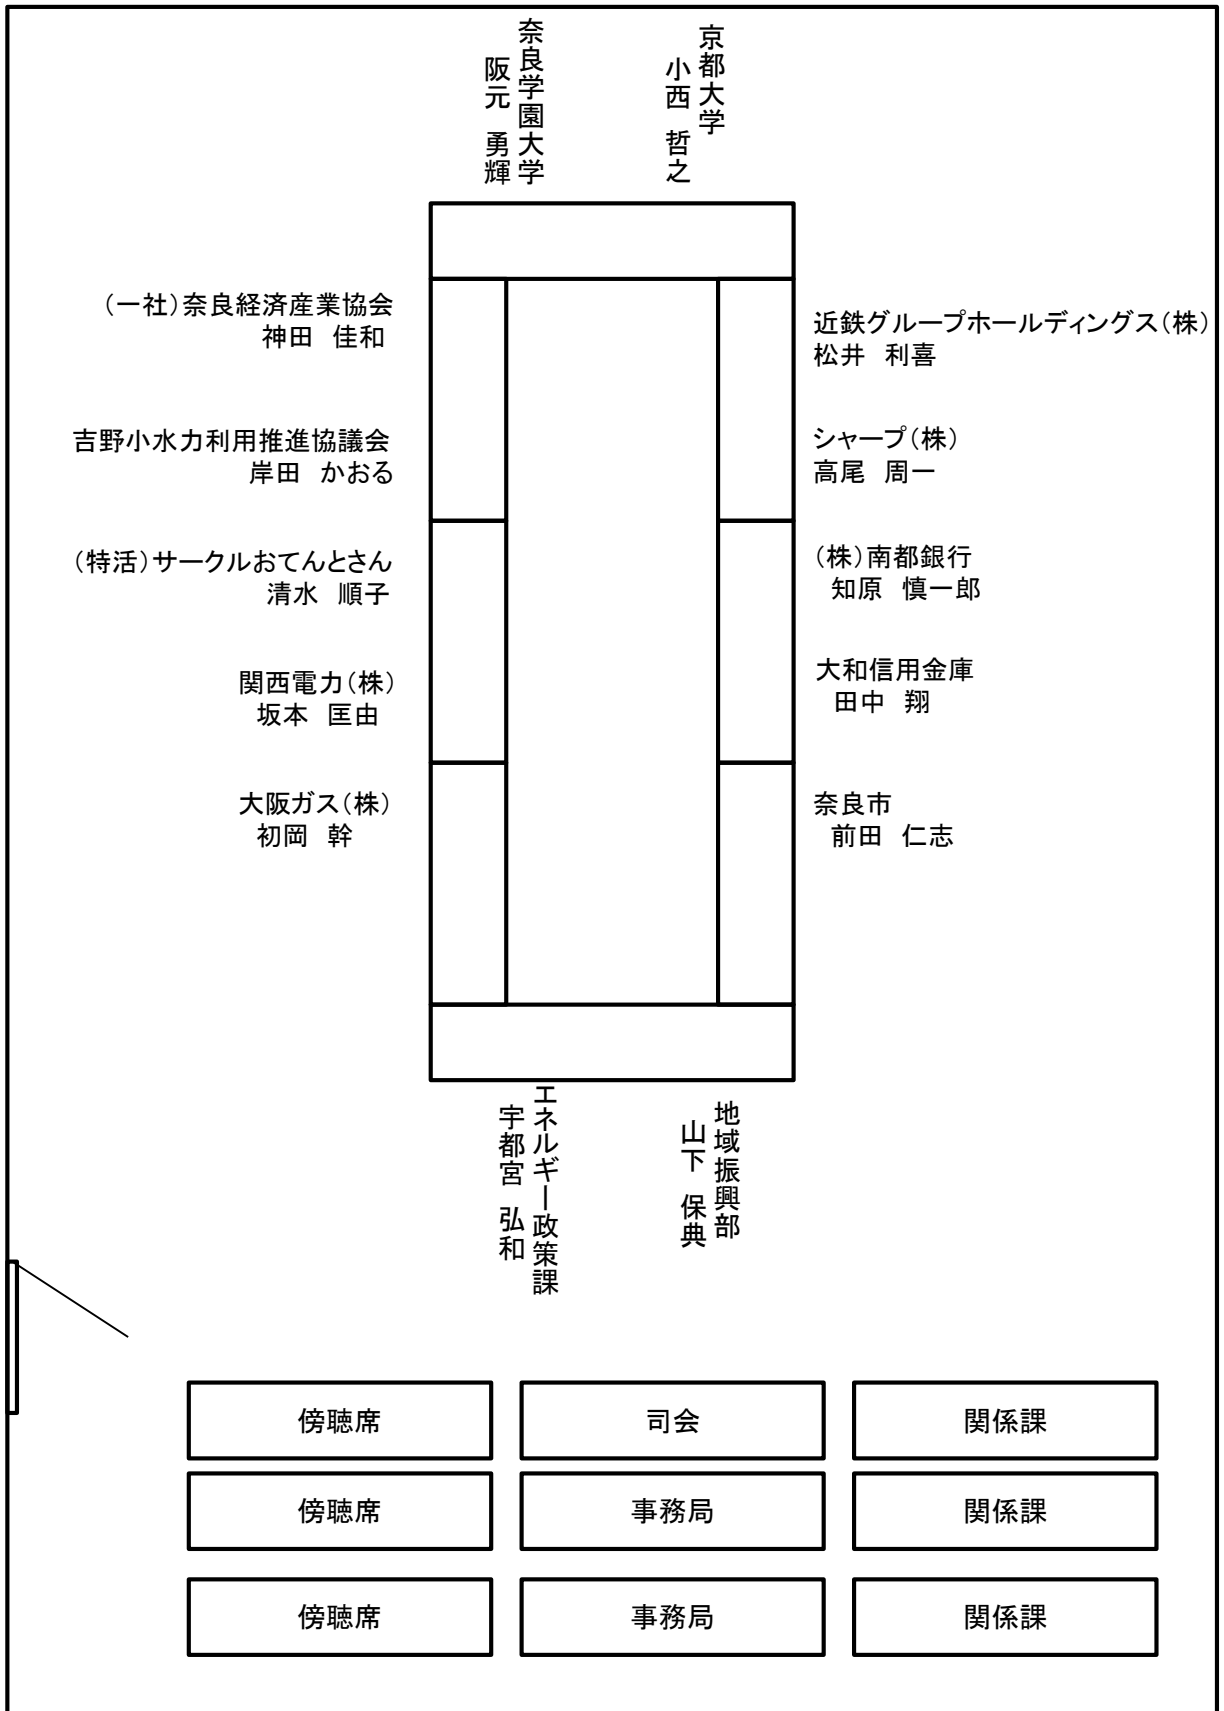 奈良学園大学
阪元　勇輝
京都大学
小西　哲之
（一社）奈良経済産業協会
神田　佳和
近鉄グループホールディングス（株）
松井　利喜
吉野小水力利用推進協議会
岸田　かおる
シャープ（株）
高尾　周一
（特活）サークルおてんとさん
清水　順子
（株）南都銀行
知原　慎一郎
関西電力（株）
坂本　匡由
大和信用金庫
田中　翔
大阪ガス（株）
初岡　幹
奈良市
前田　仁志
エネルギー政策課
宇都宮　弘和
地域振興部
山下　保典
傍聴席
司会
関係課
傍聴席
事務局
関係課
傍聴席
事務局
関係課